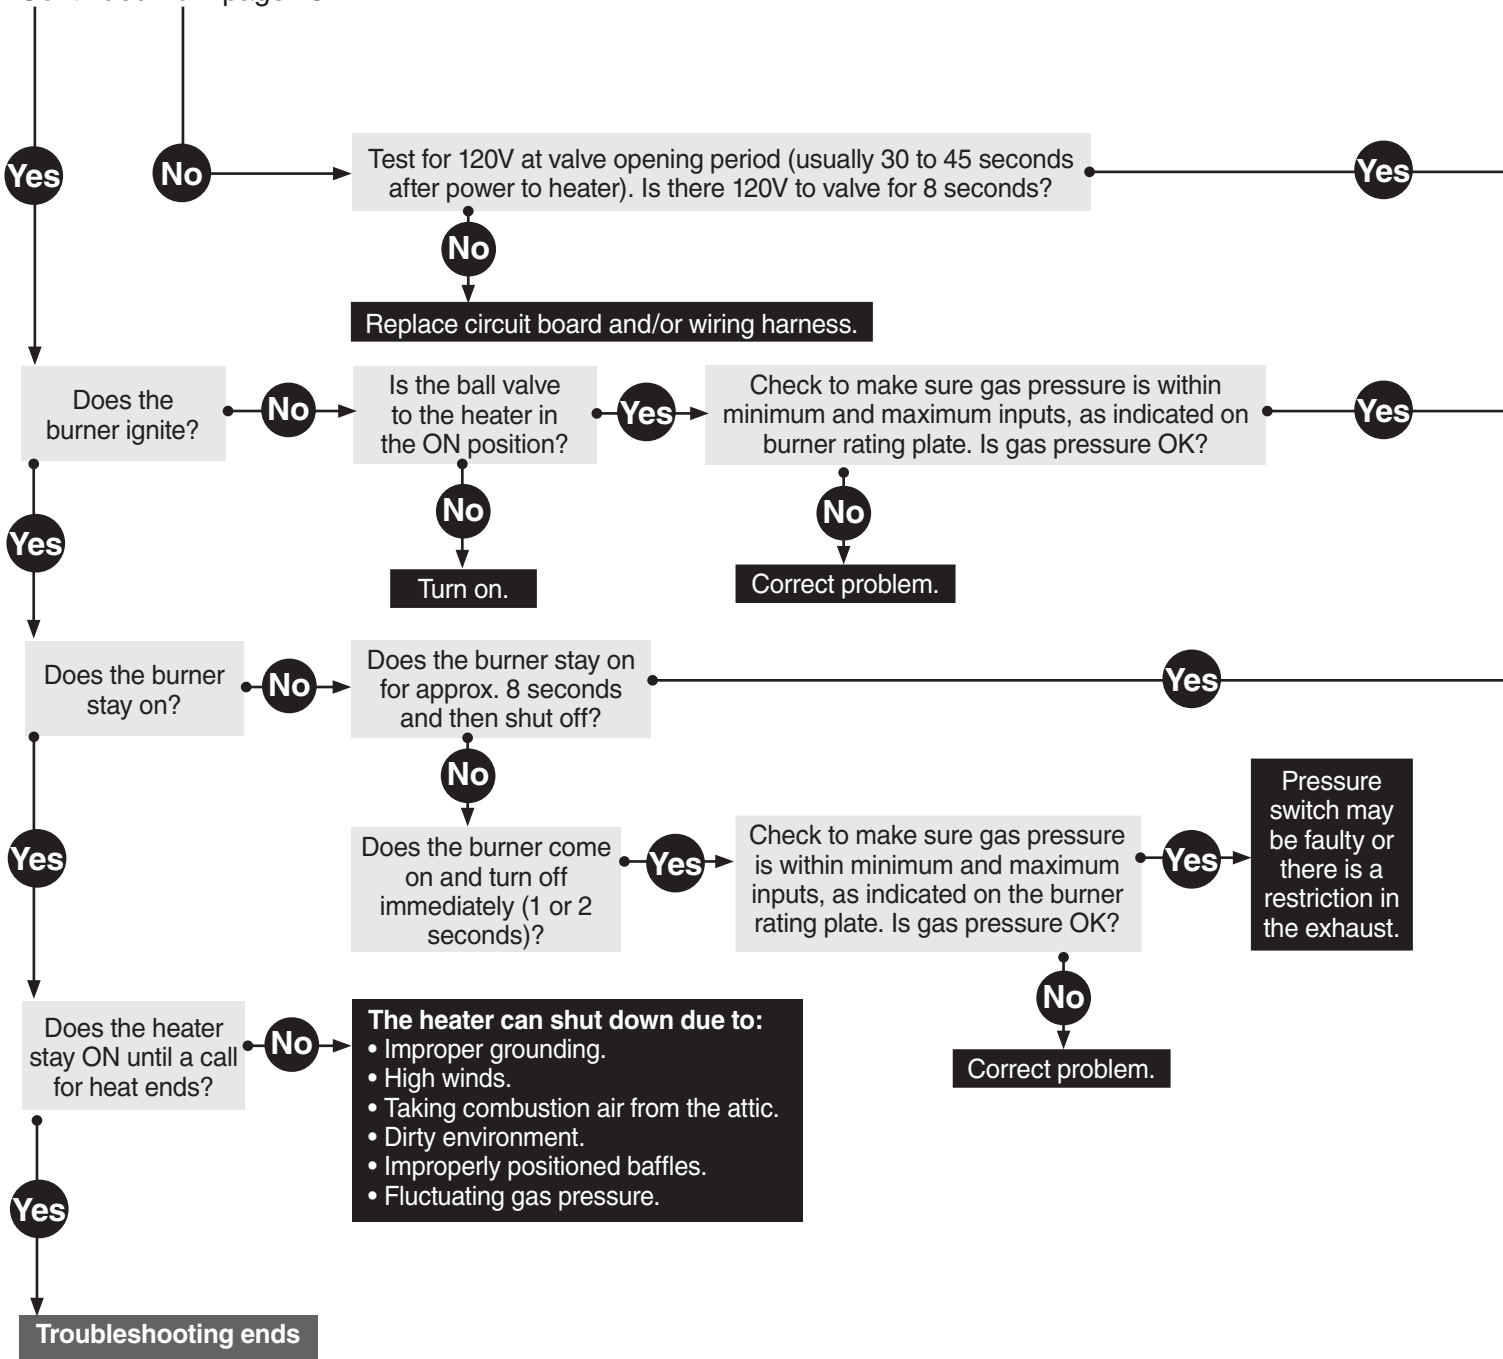 Yes
No
Test for 120V at valve opening period (usually 30 to 45 seconds
after power to heater). Is there 120V to valve for 8 seconds?
Yes
No
Replace circuit board and/or wiring harness.
Does the
burner ignite?
No
Is the ball valve
to the heater in
the ON position?
Yes
Check to make sure gas pressure is within
minimum and maximum inputs, as indicated on
burner rating plate. Is gas pressure OK?
Yes
No
Turn on.
No
Correct problem.
Yes
Does the burner
stay on?
No
Does the burner stay on
for approx. 8 seconds
and then shut off?
Yes
No
Does the burner come
on and turn off
immediately (1 or 2
seconds)?
Yes
Check to make sure gas pressure
is within minimum and maximum
inputs, as indicated on the burner
rating plate. Is gas pressure OK?
Yes
Pressure
switch may
be faulty or
there is a
restriction in
the exhaust.
No
Correct problem.
Yes
Does the heater
stay ON until a call
for heat ends?
No
The heater can shut down due to:
• Improper grounding.
• High winds.
• Taking combustion air from the attic.
• Dirty environment.
• Improperly positioned baffles.
• Fluctuating gas pressure.
Yes
Troubleshooting ends